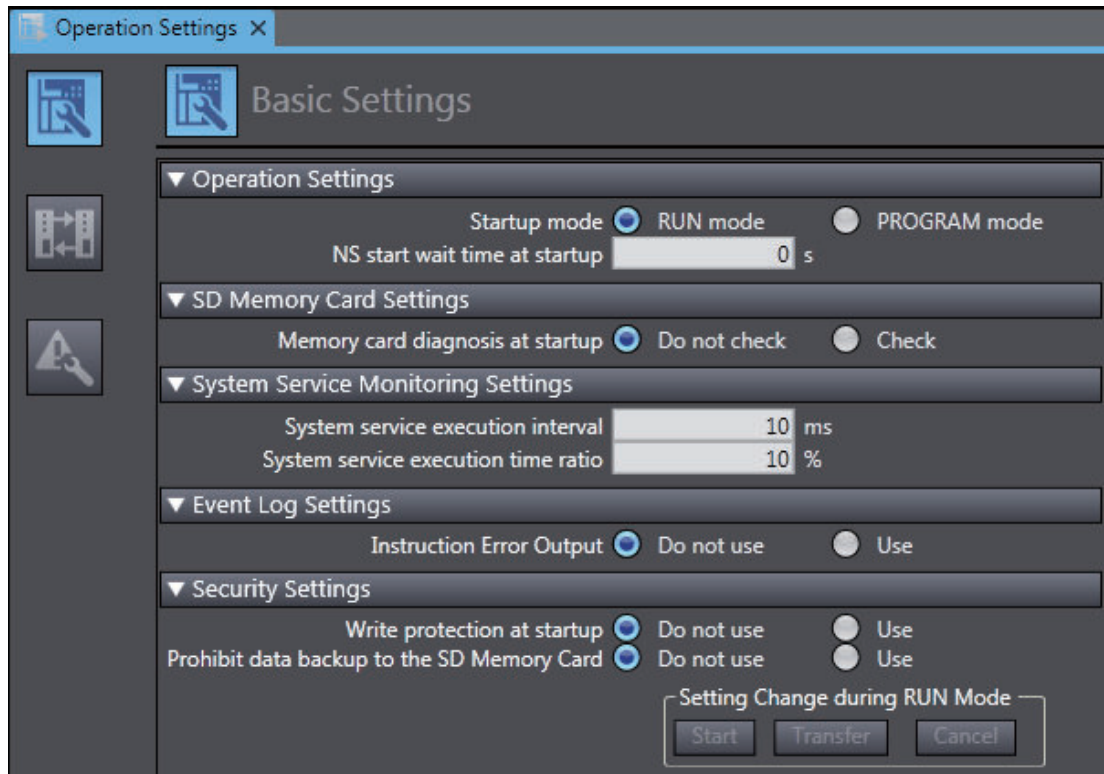 Operation Settings ×
Basic Settings
▼ Operation Settings
Startup mode RUN mode PROGRAM mode
NS start wait time at startup 0 s
▼ SD Memory Card Settings
Memory card diagnosis at startup Do not check Check
▼ System Service Monitoring Settings
System service execution interval 10 ms
System service execution time ratio 10 %
▼ Event Log Settings
Instruction Error Output Do not use Use
▼ Security Settings
Write protection at startup Do not use Use
Prohibit data backup to the SD Memory Card Do not use Use
Setting Change during RUN Mode
Start Transfer Cancel